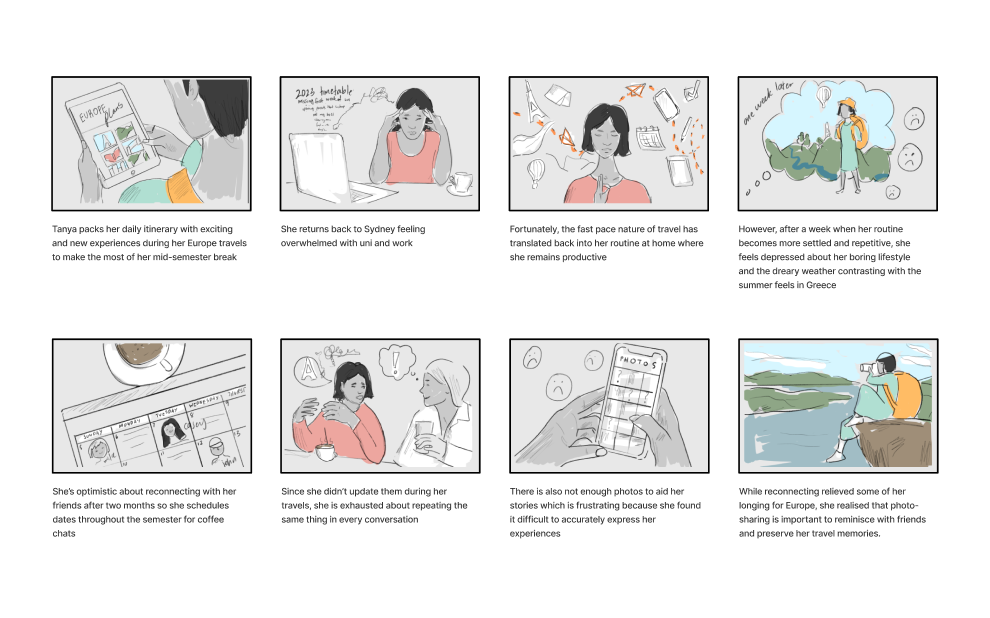 EUROPE
plans
2023 timetable
one week later
Tanya packs her daily itinerary with exciting
and new experiences during her Europe travels
to make the most of her mid-semester break
She returns back to Sydney feeling
overwhelmed with uni and work
Fortunately, the fast pace nature of travel has
translated back into her routine at home where
she remains productive
However, after a week when her routine
becomes more settled and repetitive, she
feels depressed about her boring lifestyle
and the dreary weather contrasting with the
summer feels in Greece
SUNDAY MONDAY TUESDAY WEDNESDAY
A
!
PHOTOS
She's optimistic about reconnecting with her
friends after two months so she schedules
dates throughout the semester for coffee
chats
Since she didn't update them during her
travels, she is exhausted about repeating the
same thing in every conversation
There is also not enough photos to aid her
stories which is frustrating because she found
it difficult to accurately express her
experiences
While reconnecting relieved some of her
longing for Europe, she realised that photo-
sharing is important to reminisce with friends
and preserve her travel memories.